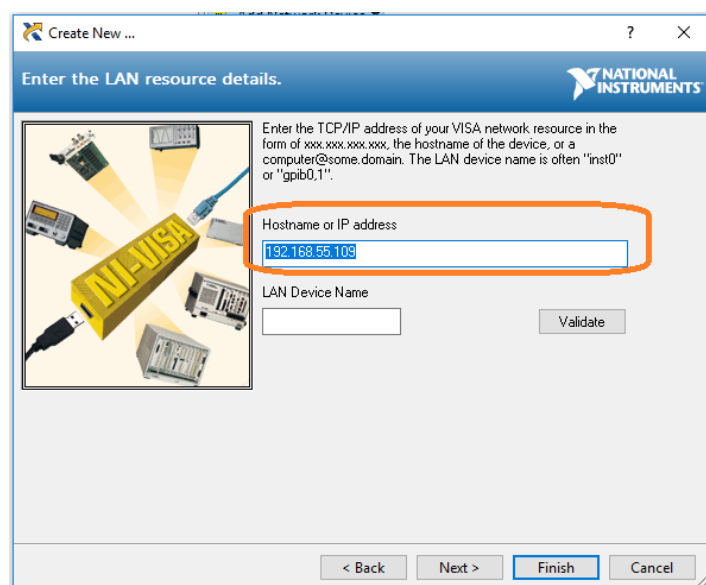 Create New ...
Enter the LAN resource details.
NATIONAL
INSTRUMENTS
Enter the TCP/IP address of your VISA network resource in the
form of xxx.xxx.xxx.xxx, the hostname of the device, or a
computer@some.domain. The LAN device name is often "inst0"
or "gpib0,1".
NI-VISA
Hostname or IP address
192.168.55.109
LAN Device Name
Validate
< Back Next > Finish Cancel